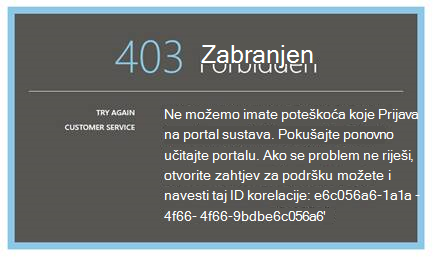 403 Zabranjen
Forbidden
TRY AGAIN
CUSTOMER SERVICE
Ne možemo imate poteškoća koje Prijava
na portal sustava. Pokušajte ponovno
učitajte portalu. Ako se problem ne riješi,
otvorite zahtjev za podršku možete i
navesti taj ID korelacije: e6c056a6-1a1a -
4f66- 4f66-9bdbe6c056a6'